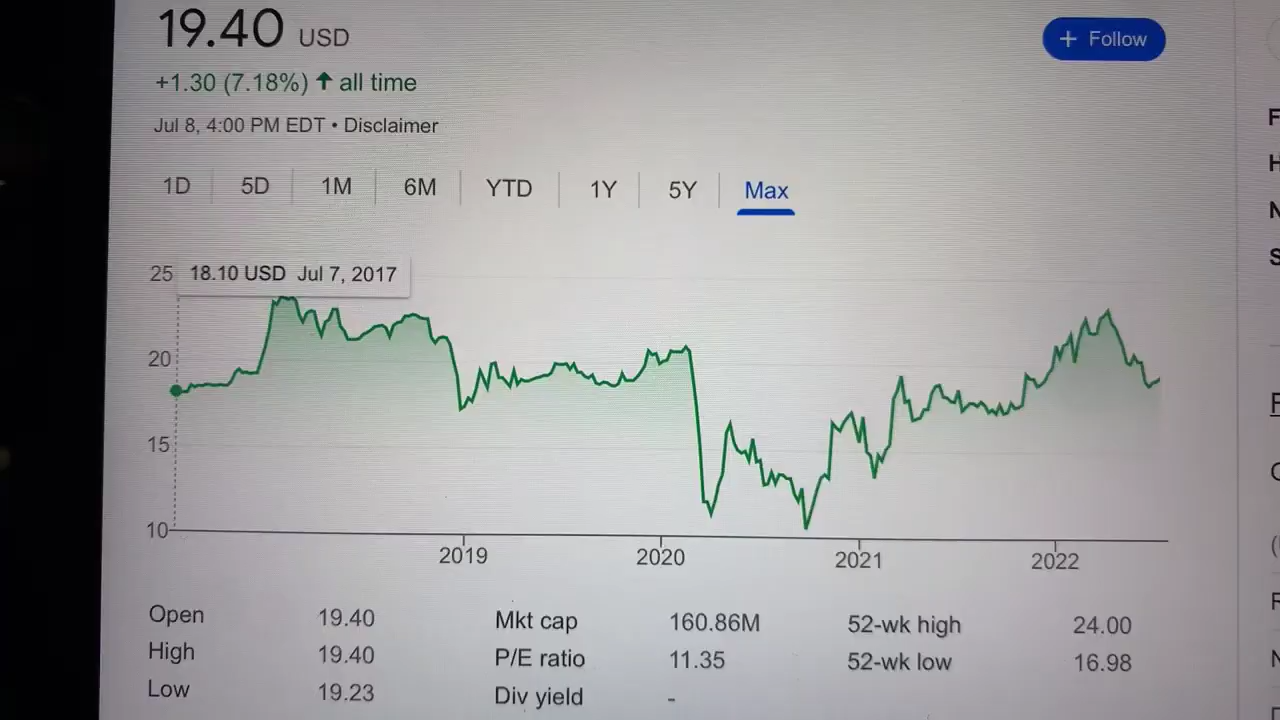 19.40 USD
+ Follow
+1.30 (7.18%) ↑ all time
Jul 8, 4:00 PM EDT • Disclaimer
1D 5D 1M 6M YTD 1Y 5Y Max
25 18.10 USD Jul 7, 2017
20
15
10
2019 2020 2021 2022
Open 19.40 Mkt cap 160.86M 52-wk high 24.00
High 19.40 P/E ratio 11.35 52-wk low 16.98
Low 19.23 Div yield -